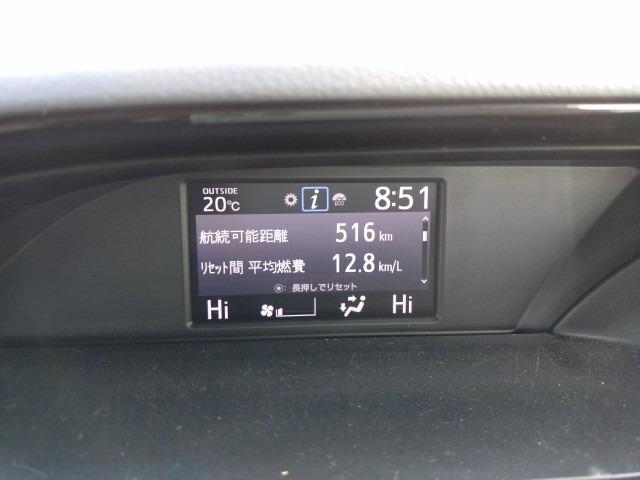 OUTSIDE
20℃ i ECO 8:51
航続可能距離 516 km
リセット間 平均燃費 12.8 km/L
: 長押しでリセット
Hi Hi